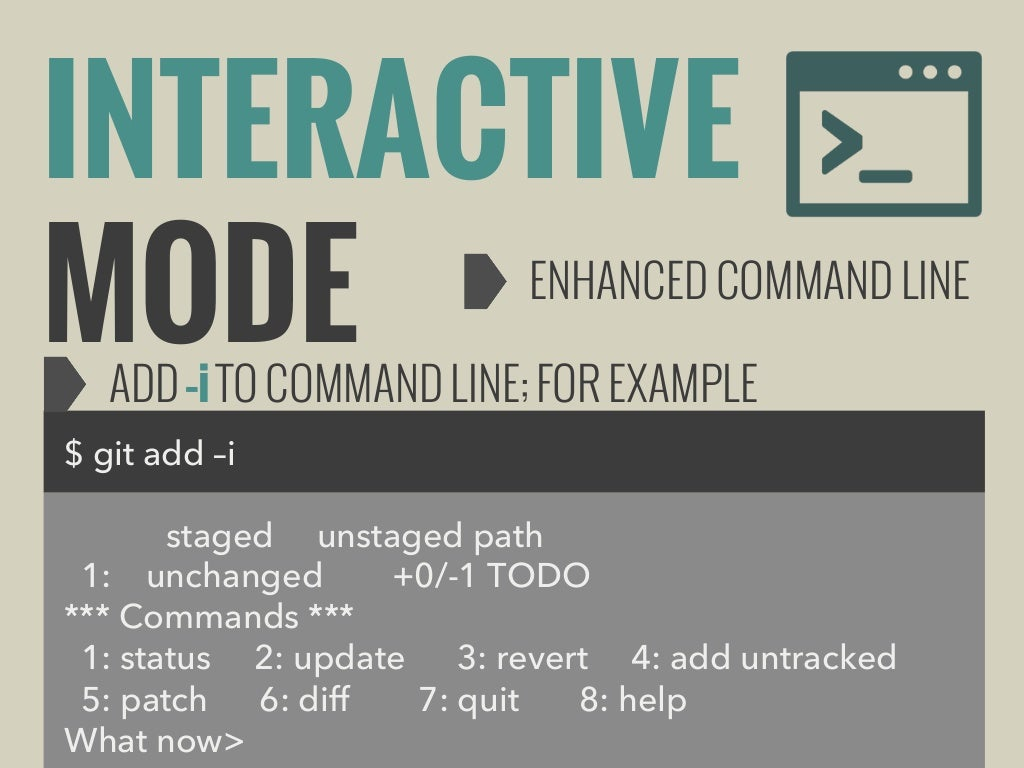 INTERACTIVE
MODE
ENHANCED COMMAND LINE
ADD -i TO COMMAND LINE; FOR EXAMPLE
$ git add –i
staged unstaged path
1: unchanged +0/-1 TODO
*** Commands ***
1: status 2: update 3: revert 4: add untracked
5: patch 6: diff 7: quit 8: help
What now>